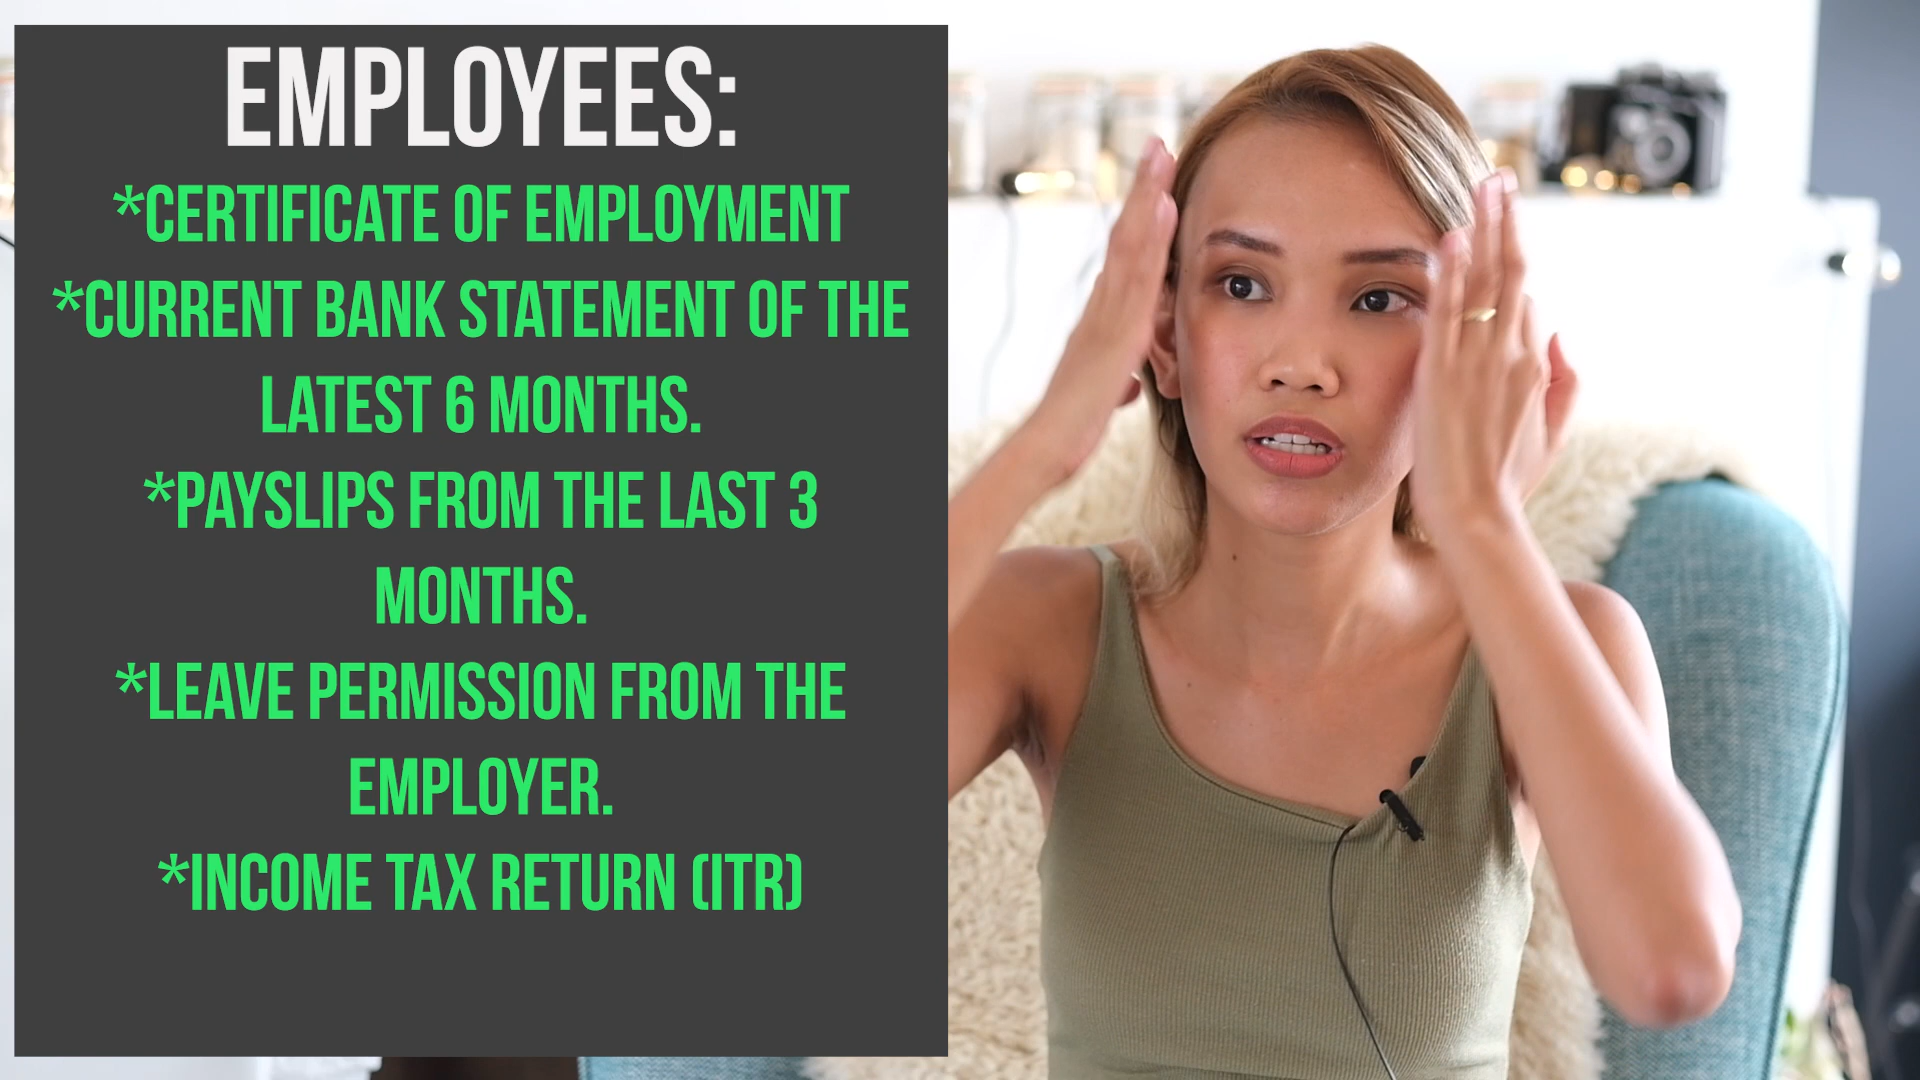 EMPLOYEES:
*CERTIFICATE OF EMPLOYMENT
*CURRENT BANK STATEMENT OF THE
LATEST 6 MONTHS.
*PAYSLIPS FROM THE LAST 3
MONTHS.
*LEAVE PERMISSION FROM THE
EMPLOYER.
*INCOME TAX RETURN (ITR)